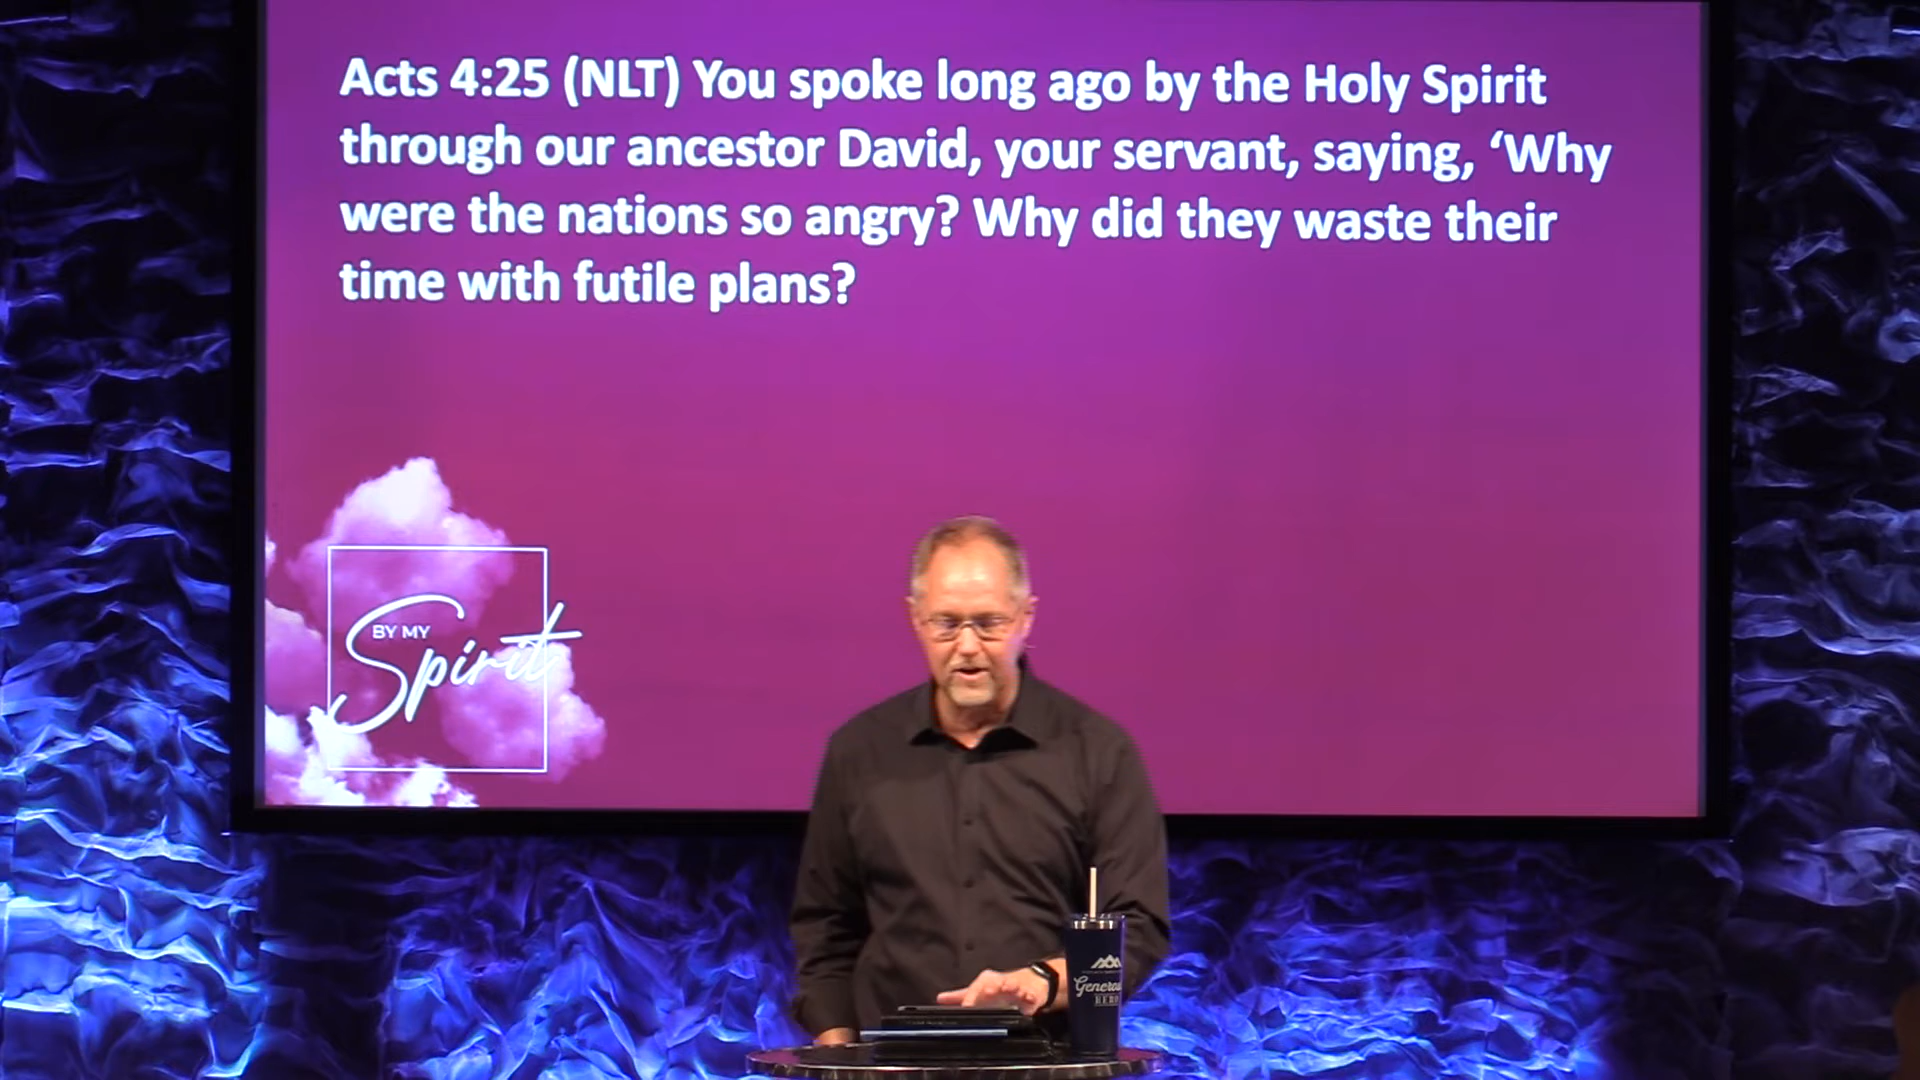 Acts 4:25 (NLT) You spoke long ago by the Holy Spirit
through our ancestor David, your servant, saying, ‘Why
were the nations so angry? Why did they waste their
time with futile plans?
BY MY
Spirit
HERO